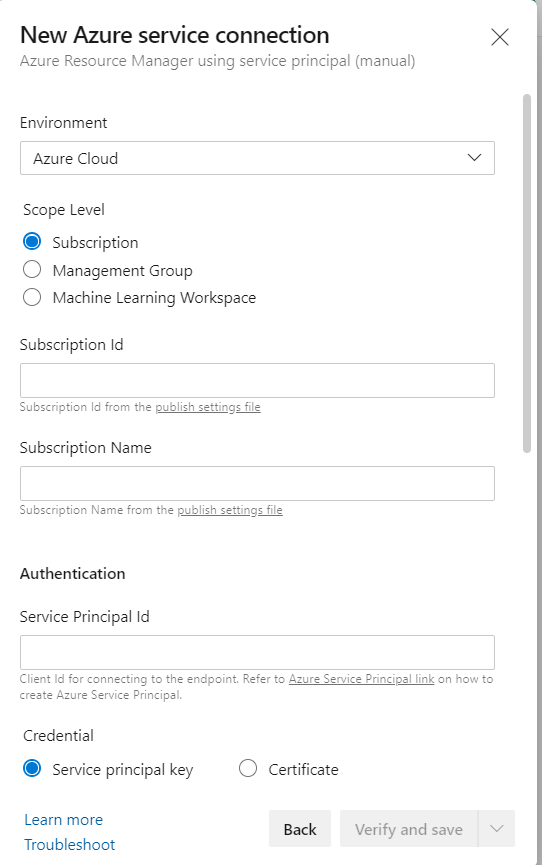 New Azure service connection
Azure Resource Manager using service principal (manual)
Environment
Azure Cloud
Scope Level
Subscription
Management Group
Machine Learning Workspace
Subscription Id
Subscription Id from the publish settings file
Subscription Name
Subscription Name from the publish settings file
Authentication
Service Principal Id
Client Id for connecting to the endpoint. Refer to Azure Service Principal link on how to
create Azure Service Principal.
Credential
Service principal key Certificate
Learn more
Troubleshoot
Back Verify and save